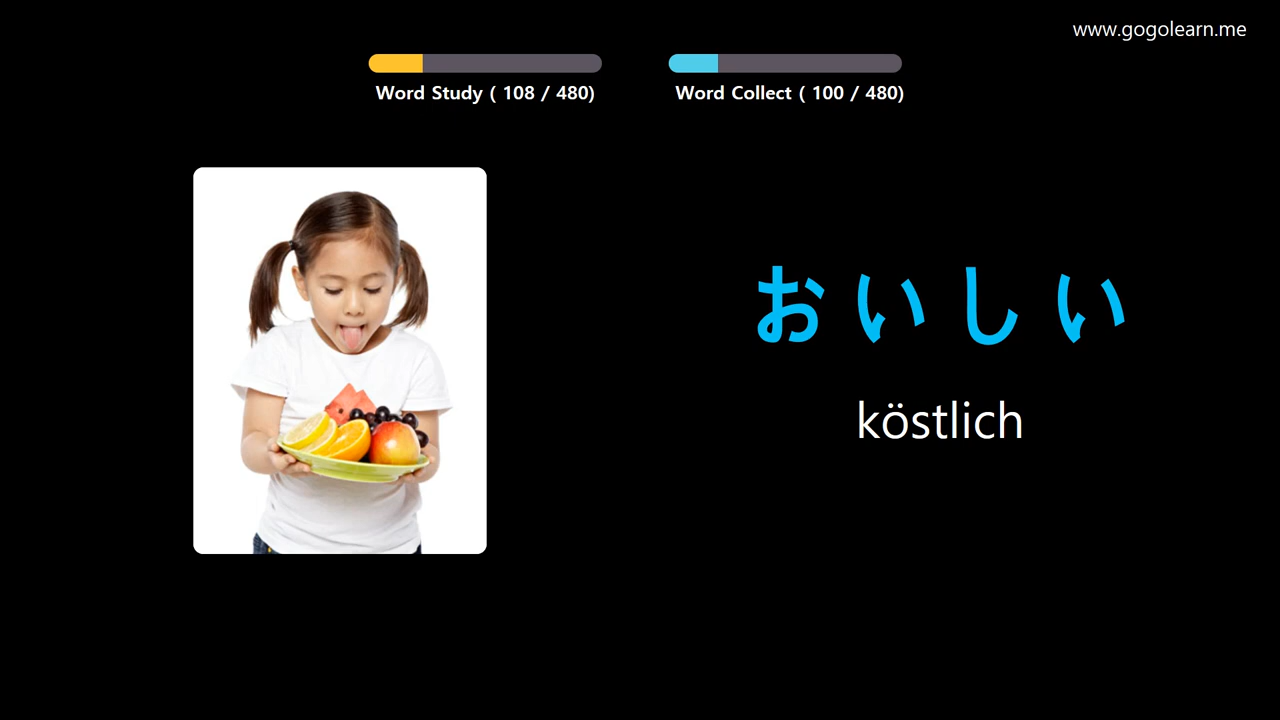 www.gogolearn.me
Word Study ( 108 / 480)
Word Collect ( 100 / 480)
おいしい
köstlich